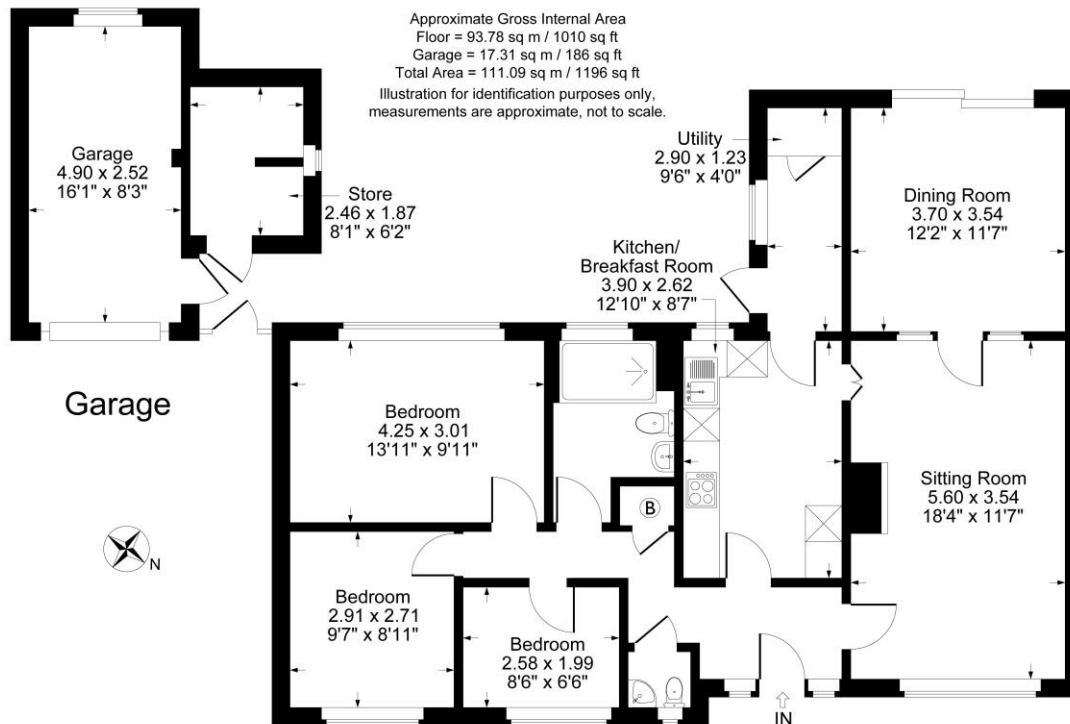 Approximate Gross Internal Area
Floor = 93.78 sq m / 1010 sq ft
Garage = 17.31 sq m / 186 sq ft
Total Area = 111.09 sq m / 1196 sq ft
Illustration for identification purposes only,
measurements are approximate, not to scale.
Garage
4.90 x 2.52
16'1" x 8'3"
Store
2.46 x 1.87
8'1" x 6'2"
Utility
2.90 x 1.23
9'6" x 4'0"
Dining Room
3.70 x 3.54
12'2" x 11'7"
Kitchen/
Breakfast Room
3.90 x 2.62
12'10" x 8'7"
Garage
Bedroom
4.25 x 3.01
13'11" x 9'11"
Sitting Room
5.60 x 3.54
18'4" x 11'7"
B
N
Bedroom
2.91 x 2.71
9'7" x 8'11"
Bedroom
2.58 x 1.99
8'6" x 6'6"
IN